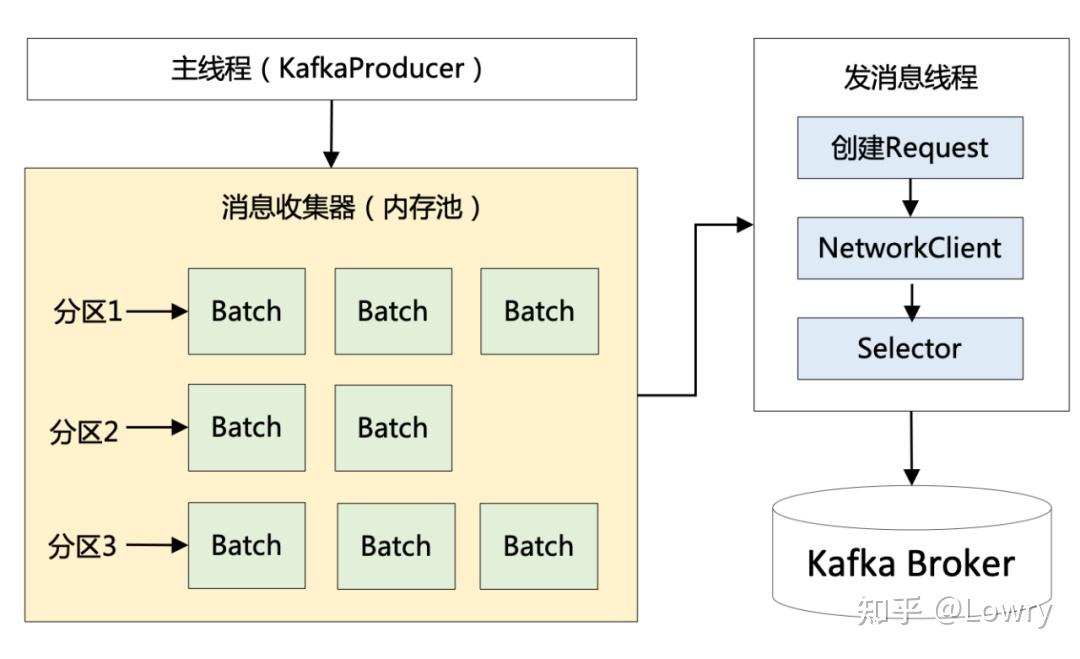 主线程（KafkaProducer）
消息收集器（内存池）
分区1
Batch
Batch
Batch
分区2
Batch
Batch
分区3
Batch
Batch
Batch
发消息线程
创建Request
NetworkClient
Selector
Kafka Broker
知乎 @Lowry